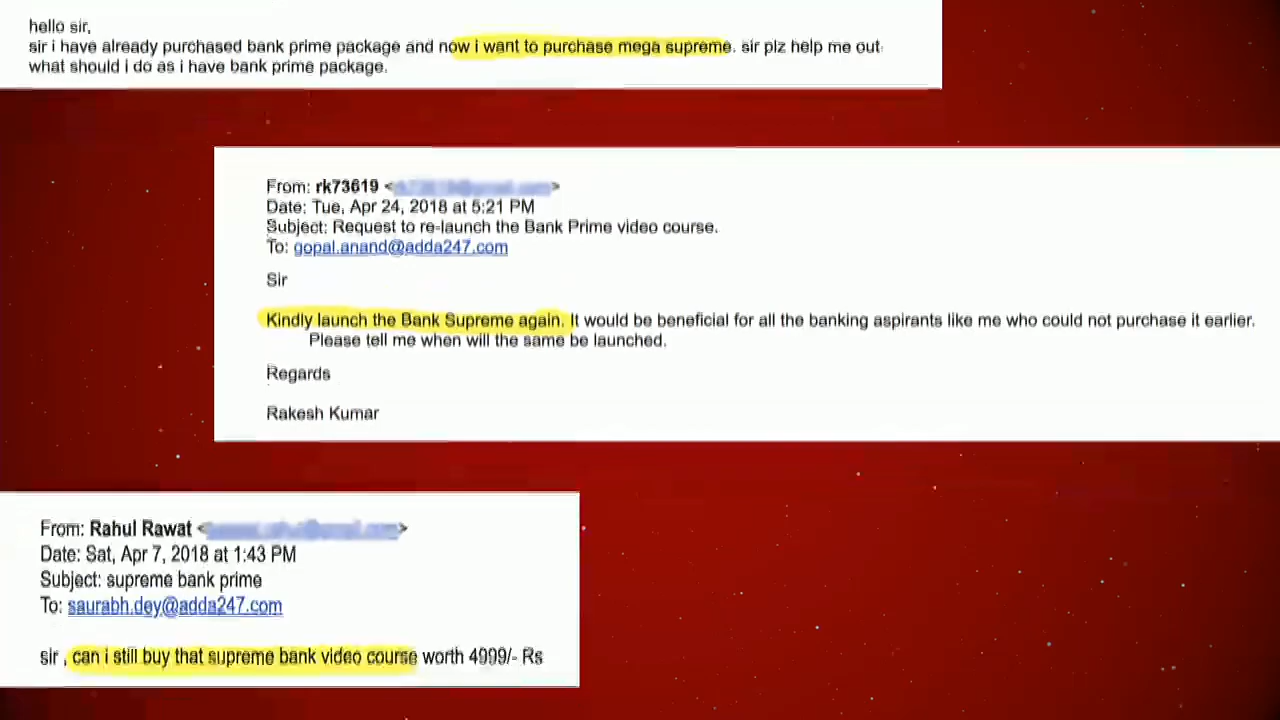 hello sir,
sir i have already purchased bank prime package and now i want to purchase mega supreme. sir plz help me out
what should i do as i have bank prime package.
From: rk73619 < >
Date: Tue, Apr 24, 2018 at 5:21 PM
Subject: Request to re-launch the Bank Prime video course.
To: gopal.anand@adda247.com
Sir
Kindly launch the Bank Supreme again. It would be beneficial for all the banking aspirants like me who could not purchase it earlier.
Please tell me when will the same be launched.
Regards
Rakesh Kumar
From: Rahul Rawat < >
Date: Sat, Apr 7, 2018 at 1:43 PM
Subject: supreme bank prime
To: saurabh.dey@adda247.com
sir , can i still buy that supreme bank video course worth 4999/- Rs